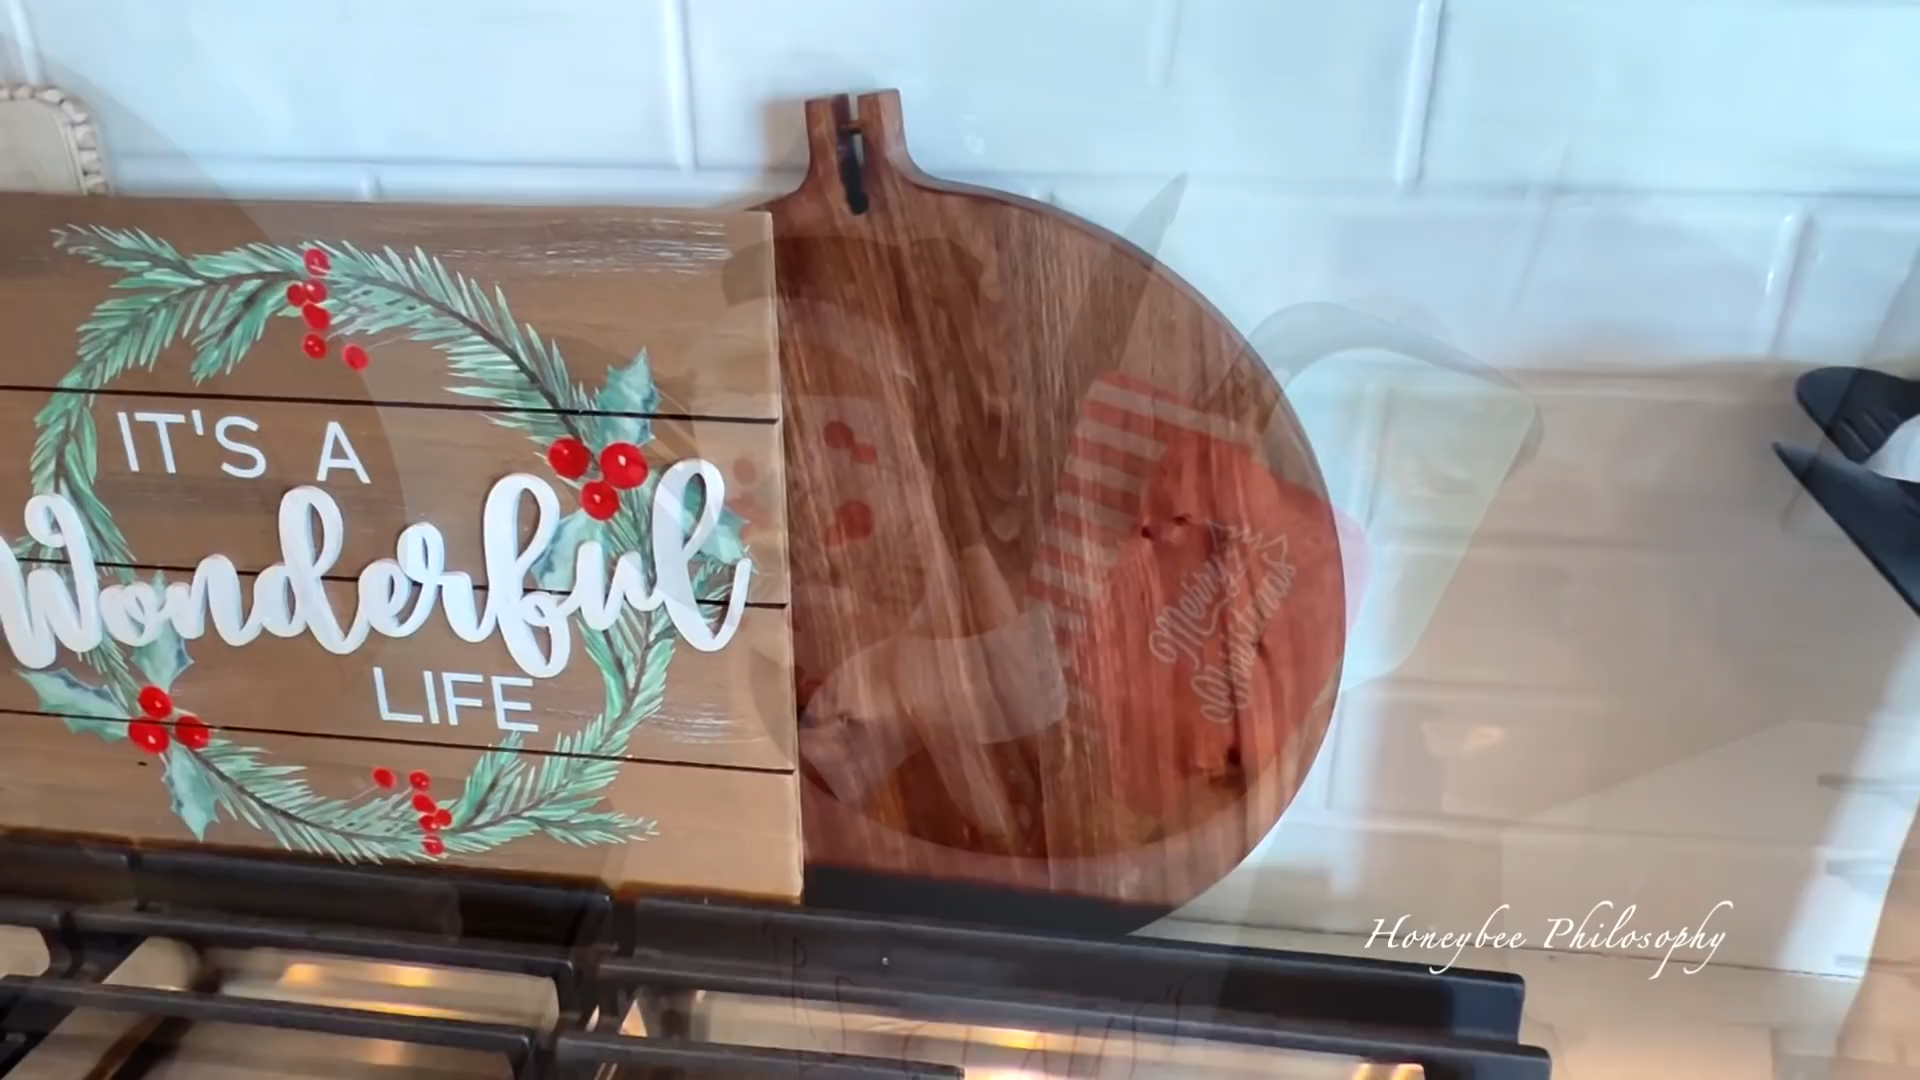 IT'S A
Wonderful
LIFE
Merry
Christmas
Honeybee Philosophy